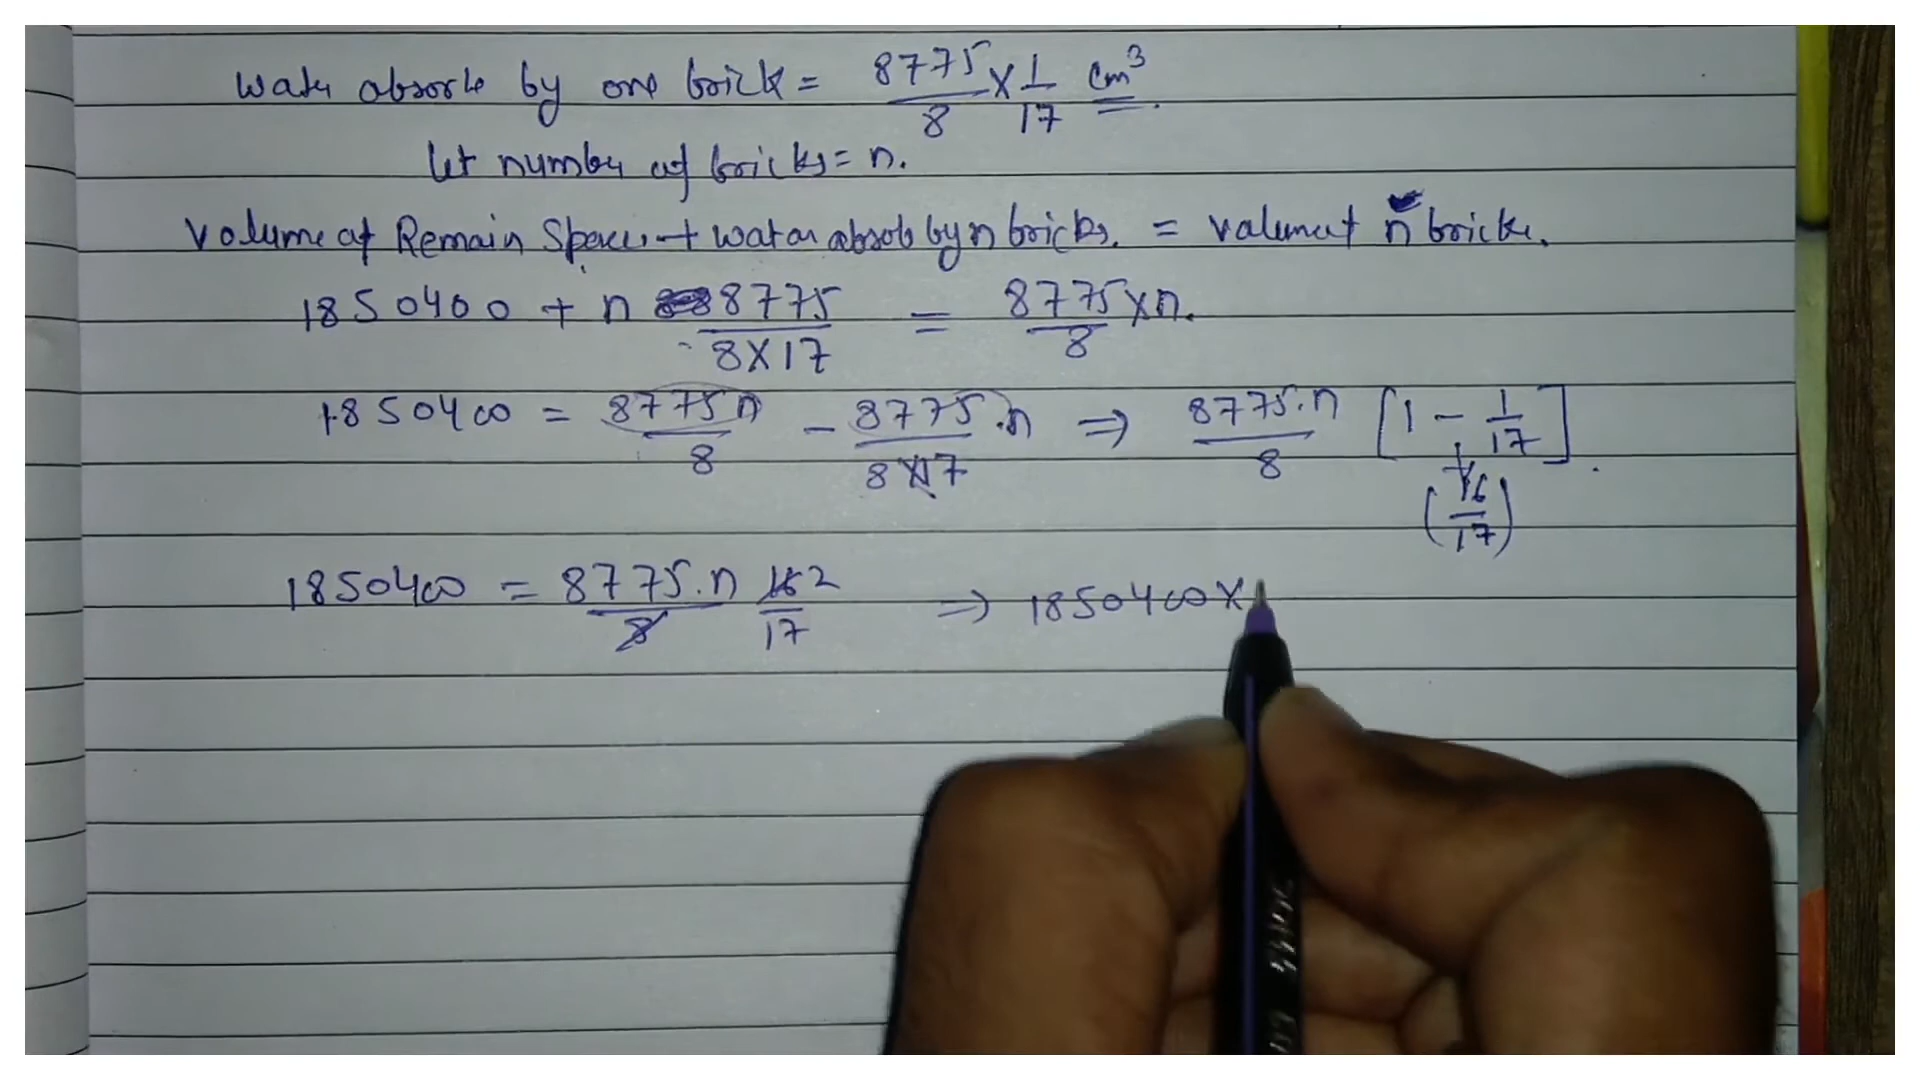 Water absorb by one brick = 8775/8 × 1/17 cm³.
let number of bricks = n.
Volume of Remain Space + water absorb by n bricks. = volume of n bricks.
1850400 + n 8775/8×17 = 8775/8 ×n.
1850400 = 8775n/8 - 8775/8×17 .n ⇒ 8775.n/8 [1 - 1/17].
(16/17)
1850400 = 8775.n/8 16 2/17 ⇒ 1850400×